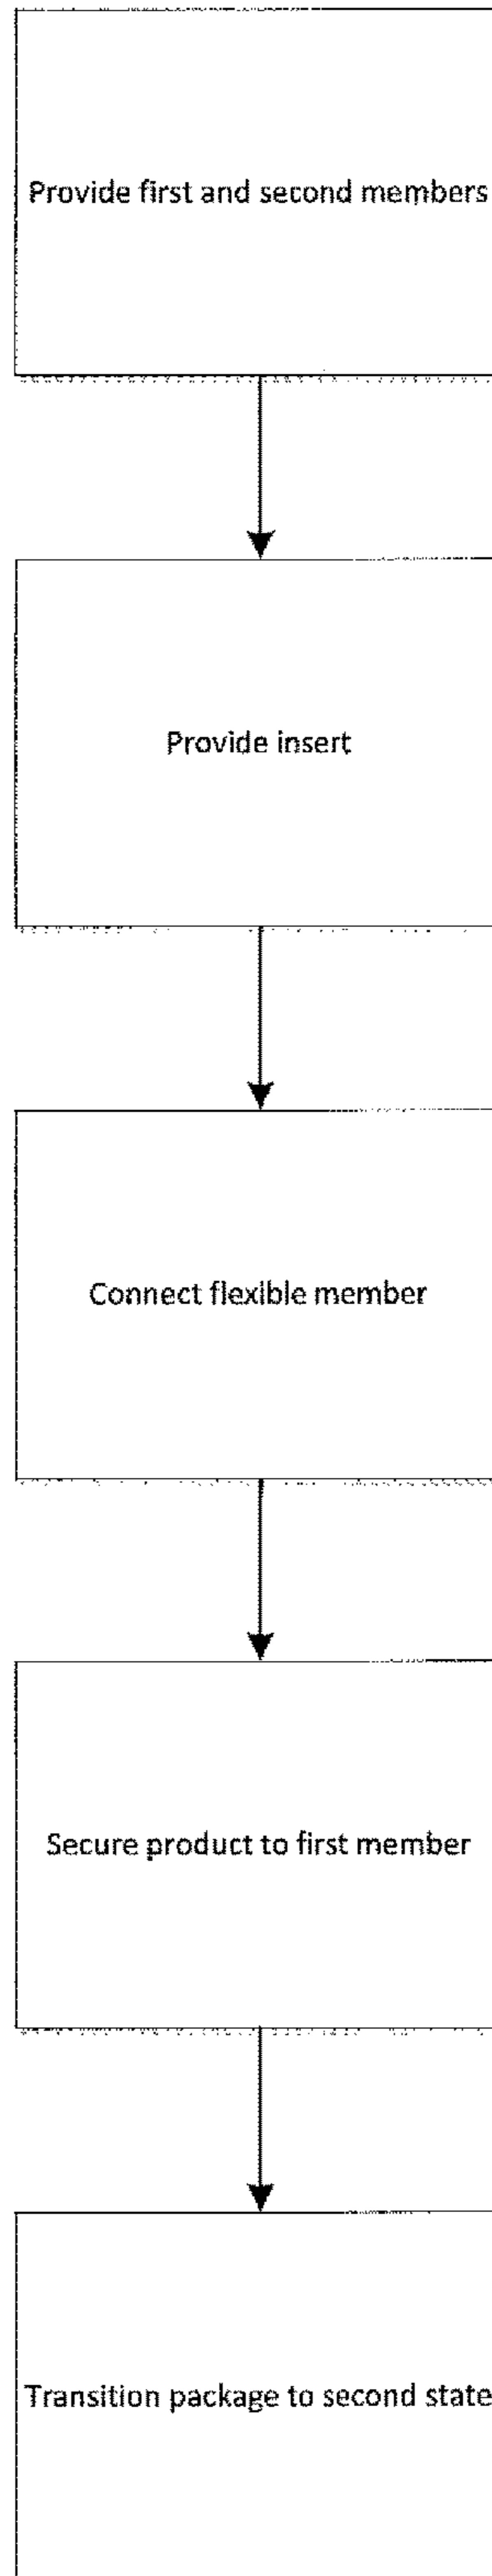 Provide first and second members
Provide insert
Connect flexible member
Secure product to first member
Transition package to second state